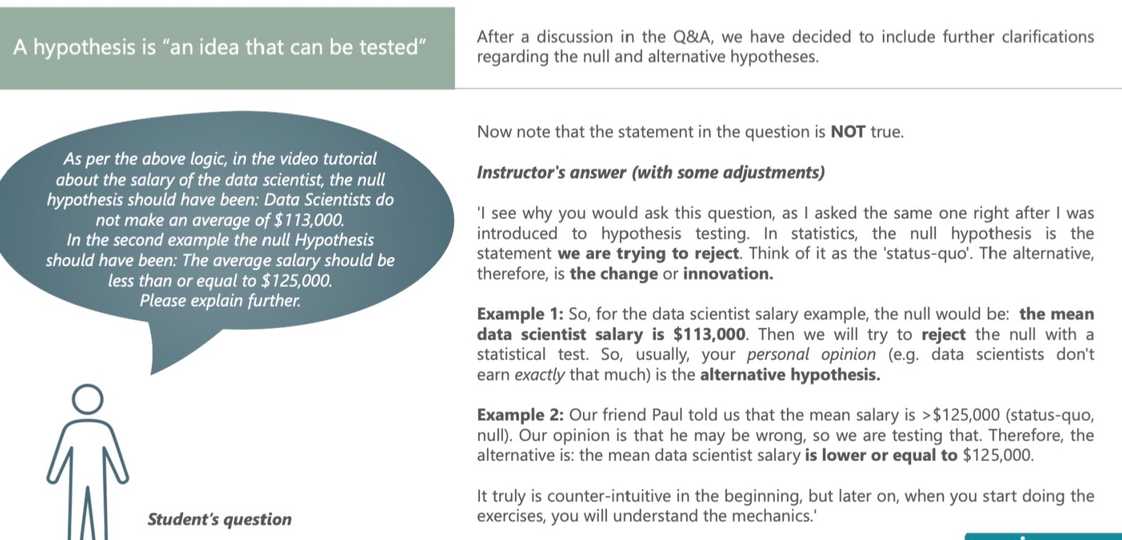 A hypothesis is “an idea that can be tested”
After a discussion in the Q&A, we have decided to include further clarifications
regarding the null and alternative hypotheses.
As per the above logic, in the video tutorial
about the salary of the data scientist, the null
hypothesis should have been: Data Scientists do
not make an average of $113,000.
In the second example the null Hypothesis
should have been: The average salary should be
less than or equal to $125,000.
Please explain further.
Student's question
Now note that the statement in the question is NOT true.
Instructor's answer (with some adjustments)
'I see why you would ask this question, as I asked the same one right after I was
introduced to hypothesis testing. In statistics, the null hypothesis is the
statement we are trying to reject. Think of it as the 'status-quo'. The alternative,
therefore, is the change or innovation.
Example 1: So, for the data scientist salary example, the null would be: the mean
data scientist salary is $113,000. Then we will try to reject the null with a
statistical test. So, usually, your personal opinion (e.g. data scientists don't
earn exactly that much) is the alternative hypothesis.
Example 2: Our friend Paul told us that the mean salary is >$125,000 (status-quo,
null). Our opinion is that he may be wrong, so we are testing that. Therefore, the
alternative is: the mean data scientist salary is lower or equal to $125,000.
It truly is counter-intuitive in the beginning, but later on, when you start doing the
exercises, you will understand the mechanics.'